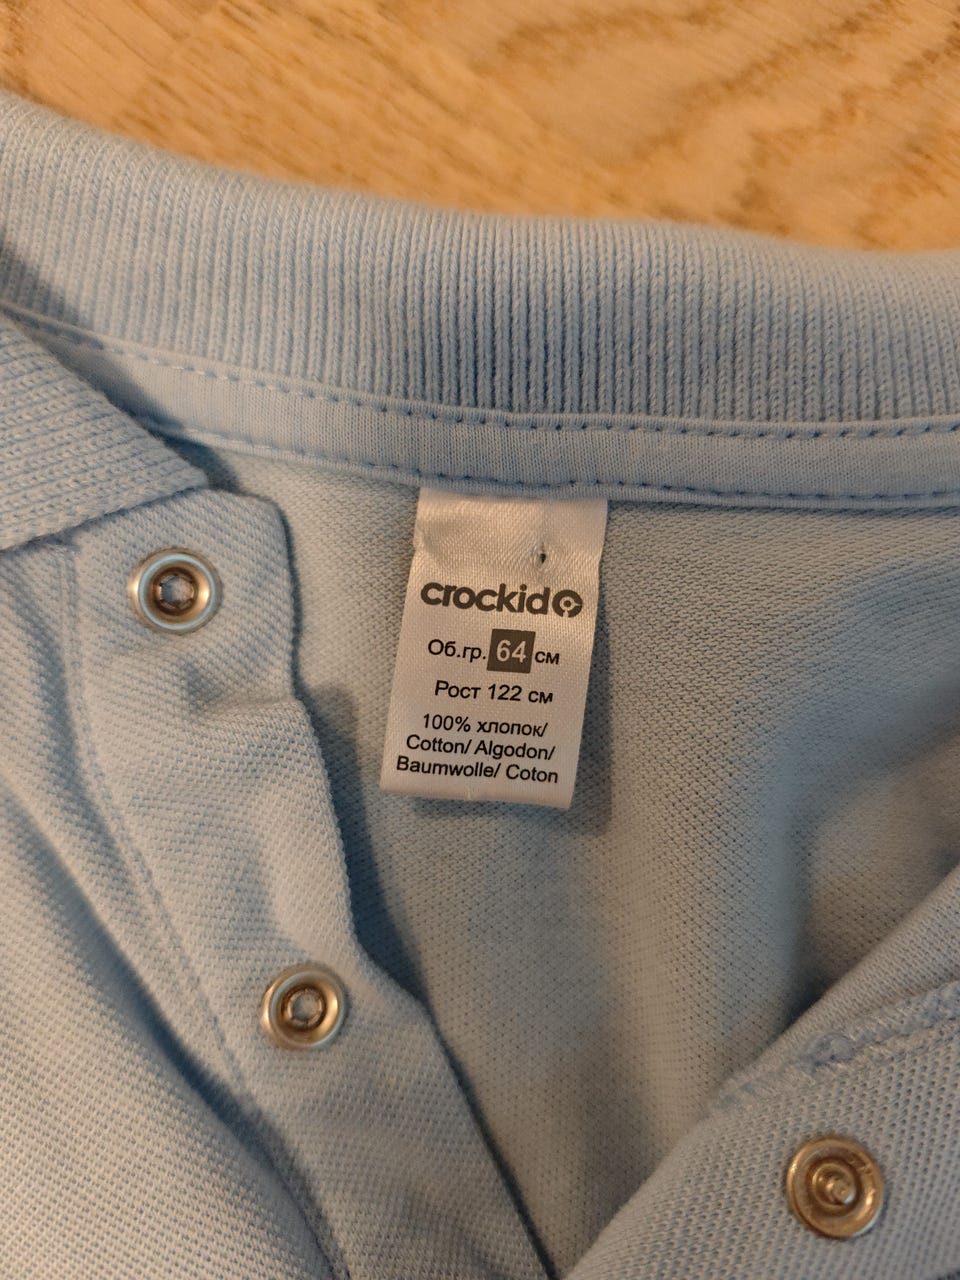 crockid
Об.гр. 64 см
Рост 122 см
100% хлопок/
Cotton/ Algodon/
Baumwolle/ Coton